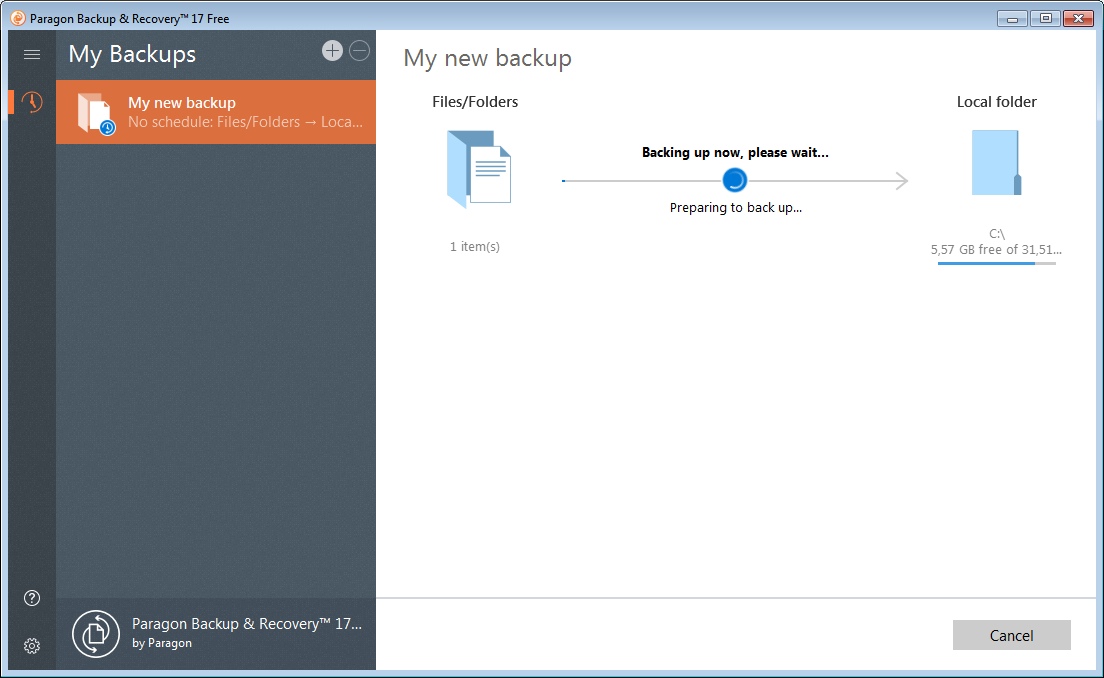 Paragon Backup & Recovery™ 17 Free
My Backups
My new backup
No schedule: Files/Folders → Loca...
My new backup
Files/Folders
Local folder
Backing up now, please wait...
Preparing to back up...
1 item(s)
C:\
5,57 GB free of 31,51...
Paragon Backup & Recovery™ 17...
by Paragon
Cancel